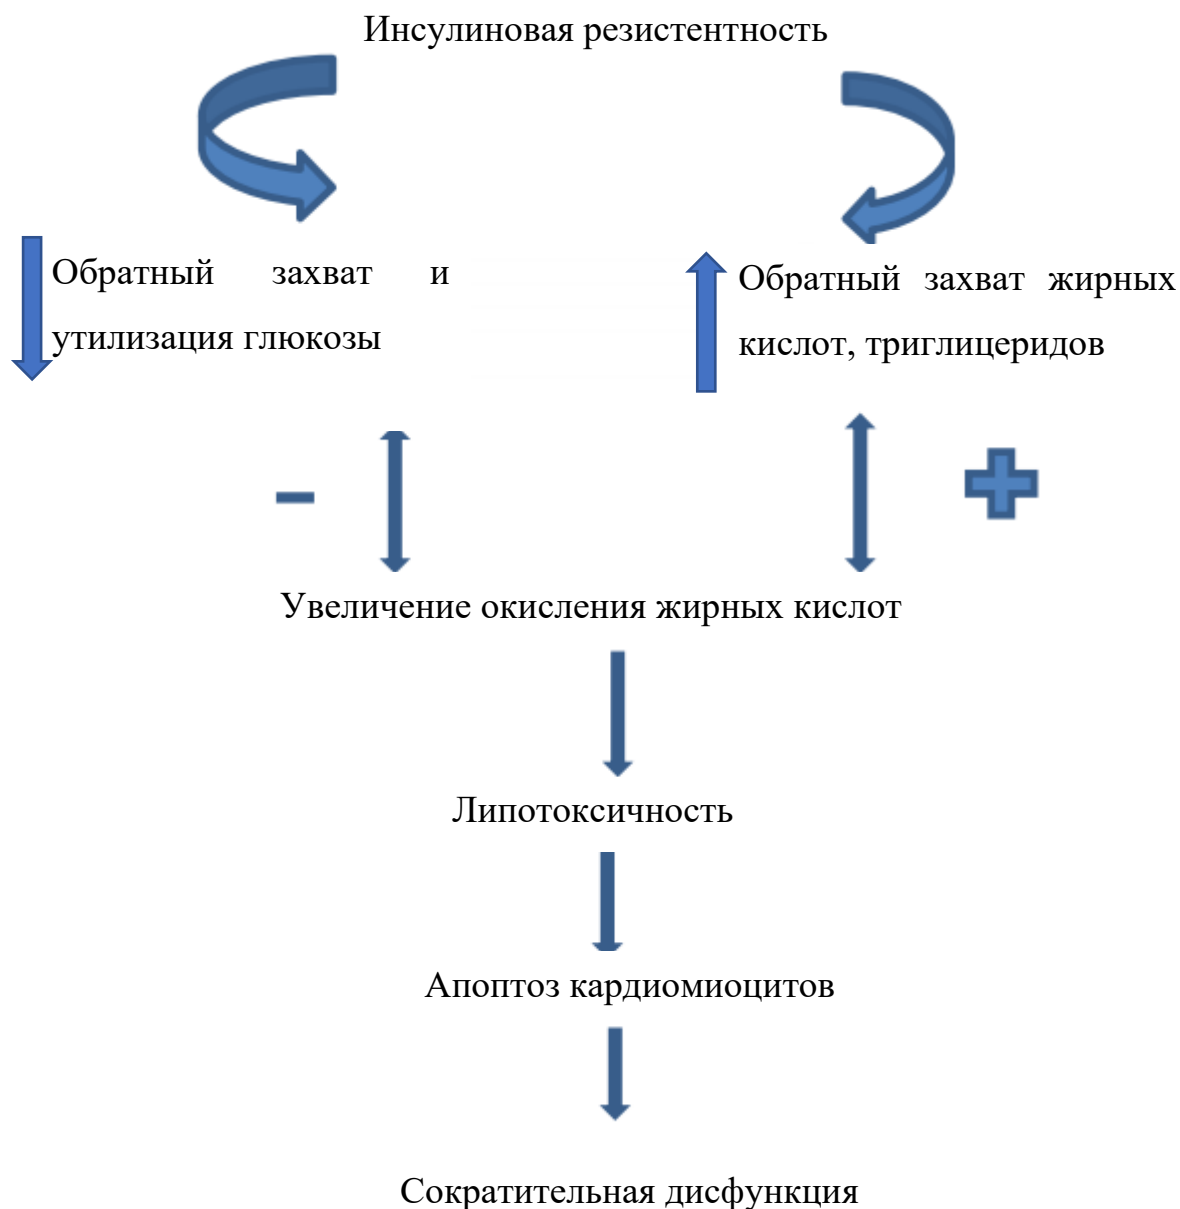 Инсулиновая резистентность
Обратный захват и
утилизация глюкозы
Обратный захват жирных
кислот, триглицеридов
Увеличение окисления жирных кислот
Липотоксичность
Апоптоз кардиомиоцитов
Сократительная дисфункция